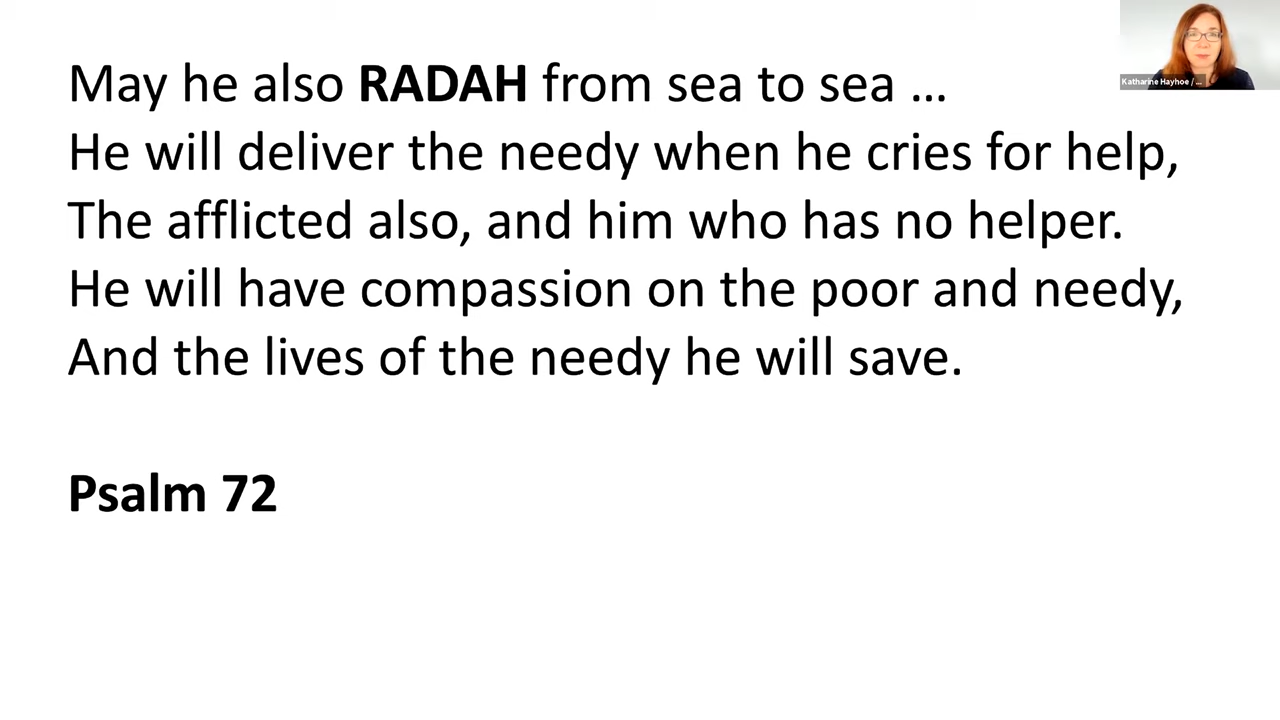 May he also RADAH from sea to sea ...
He will deliver the needy when he cries for help,
The afflicted also, and him who has no helper.
He will have compassion on the poor and needy,
And the lives of the needy he will save.
Psalm 72
Katharine Hayhoe / ...